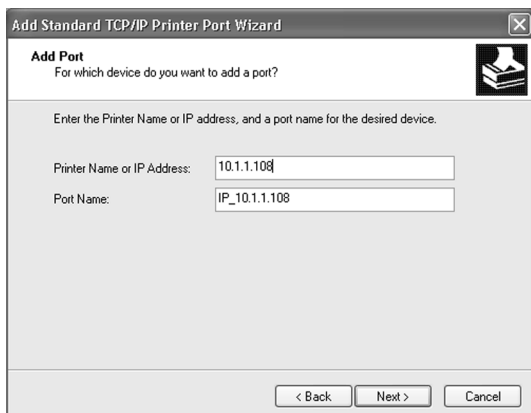 Add Standard TCP/IP Printer Port Wizard
Add Port
For which device do you want to add a port?
Enter the Printer Name or IP address, and a port name for the desired device.
Printer Name or IP Address: 10.1.1.108
Port Name: IP_10.1.1.108
< Back Next > Cancel